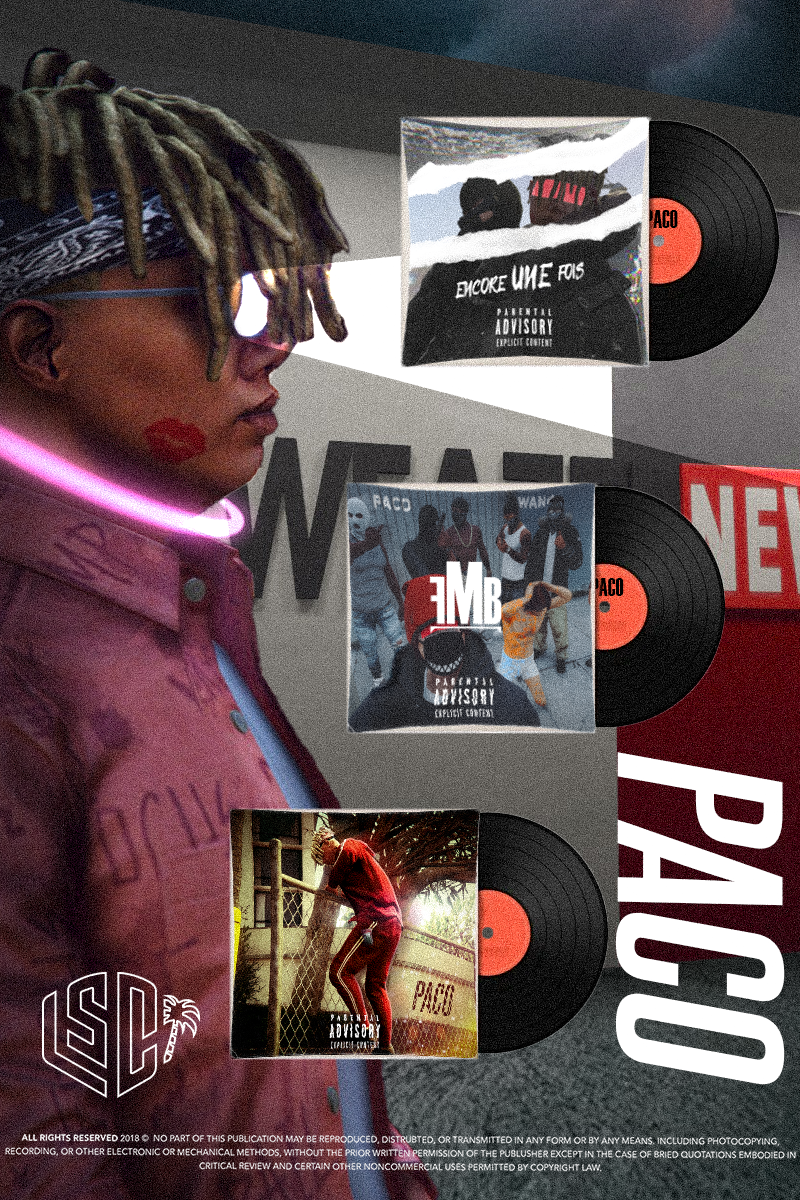 PACO
ENCORE UNE FOIS
PARENTAL
ADVISORY
EXPLICIT CONTENT
NEW
PACO
WANG
PACO
FMB
PARENTAL
ADVISORY
EXPLICIT CONTENT
PACO
PACO
PARENTAL
ADVISORY
EXPLICIT CONTENT
LSC
ALL RIGHTS RESERVED 2018 © NO PART OF THIS PUBLICATION MAY BE REPRODUCED, DISTRUBTED, OR TRANSMITTED IN ANY FORM OR BY ANY MEANS. INCLUDING PHOTOCOPYING,
RECORDING, OR OTHER ELECTRONIC OR MECHANICAL METHODS, WITHOUT THE PRIOR WRITTEN PERMISSION OF THE PUBLUSHER EXCEPT IN THE CASE OF BRIED QUOTATIONS EMBODIED IN
CRITICAL REVIEW AND CERTAIN OTHER NONCOMMERCIAL USES PERMITTED BY COPYRIGHT LAW.